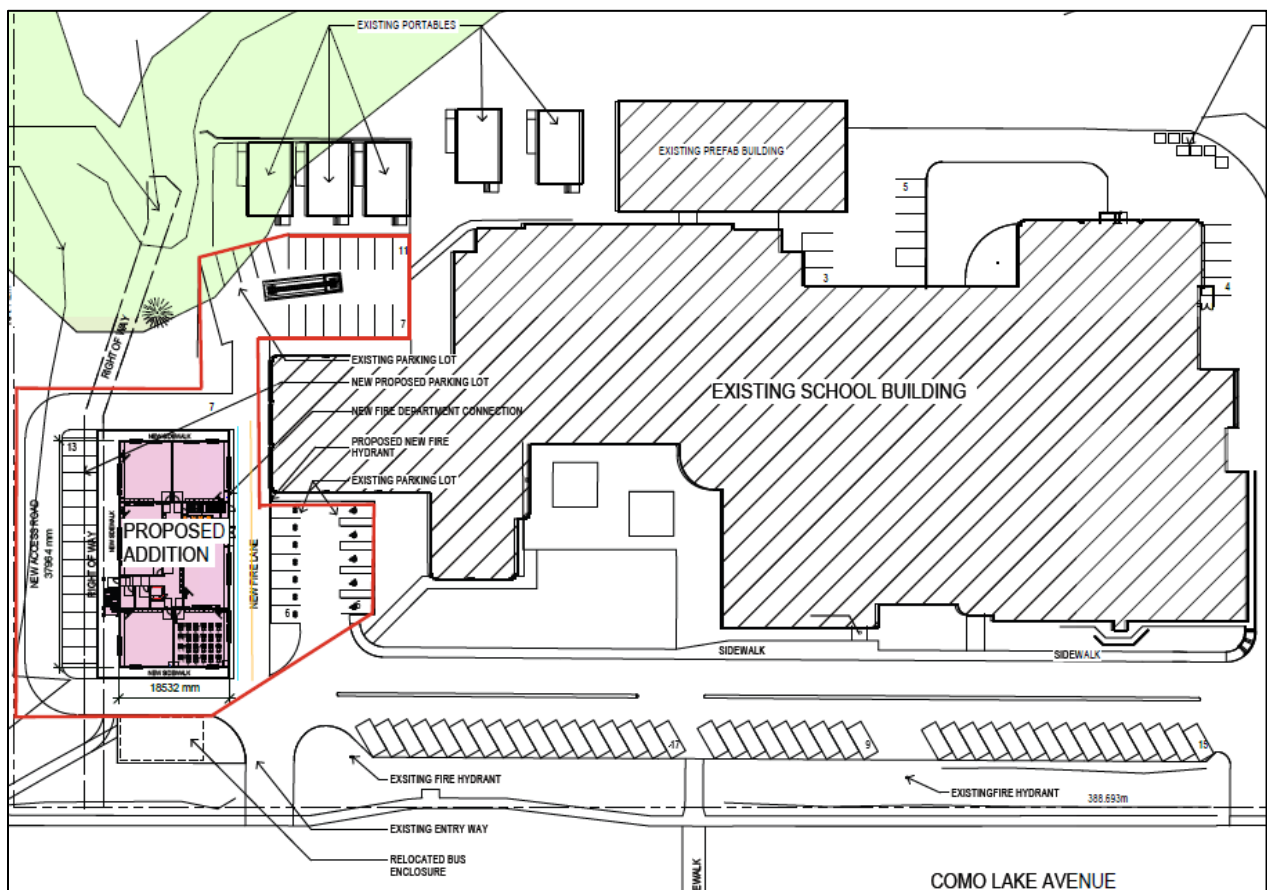 EXISTING PORTABLES
EXISTING PREFAB BUILDING
5
11
3
4
7
RIGHT OF WAY
EXISTING PARKING LOT
NEW PROPOSED PARKING LOT
EXISTING SCHOOL BUILDING
7
NEW FIRE DEPARTMENT CONNECTION
NEW SIDEWALK
13
PROPOSED NEW FIRE
HYDRANT
EXISTING PARKING LOT
NEW ACCESS ROAD
37964 mm
RIGHT OF WAY
NEW SIDEWALK
PROPOSED
ADDITION
NEW FIRE LANE
6
6
SIDEWALK
SIDEWALK
NEW SIDEWALK
18532 mm
17
9
15
EXSITING FIRE HYDRANT
EXISTINGFIRE HYDRANT
388.693m
EXISTING ENTRY WAY
RELOCATED BUS
ENCLOSURE
EWALK
COMO LAKE AVENUE